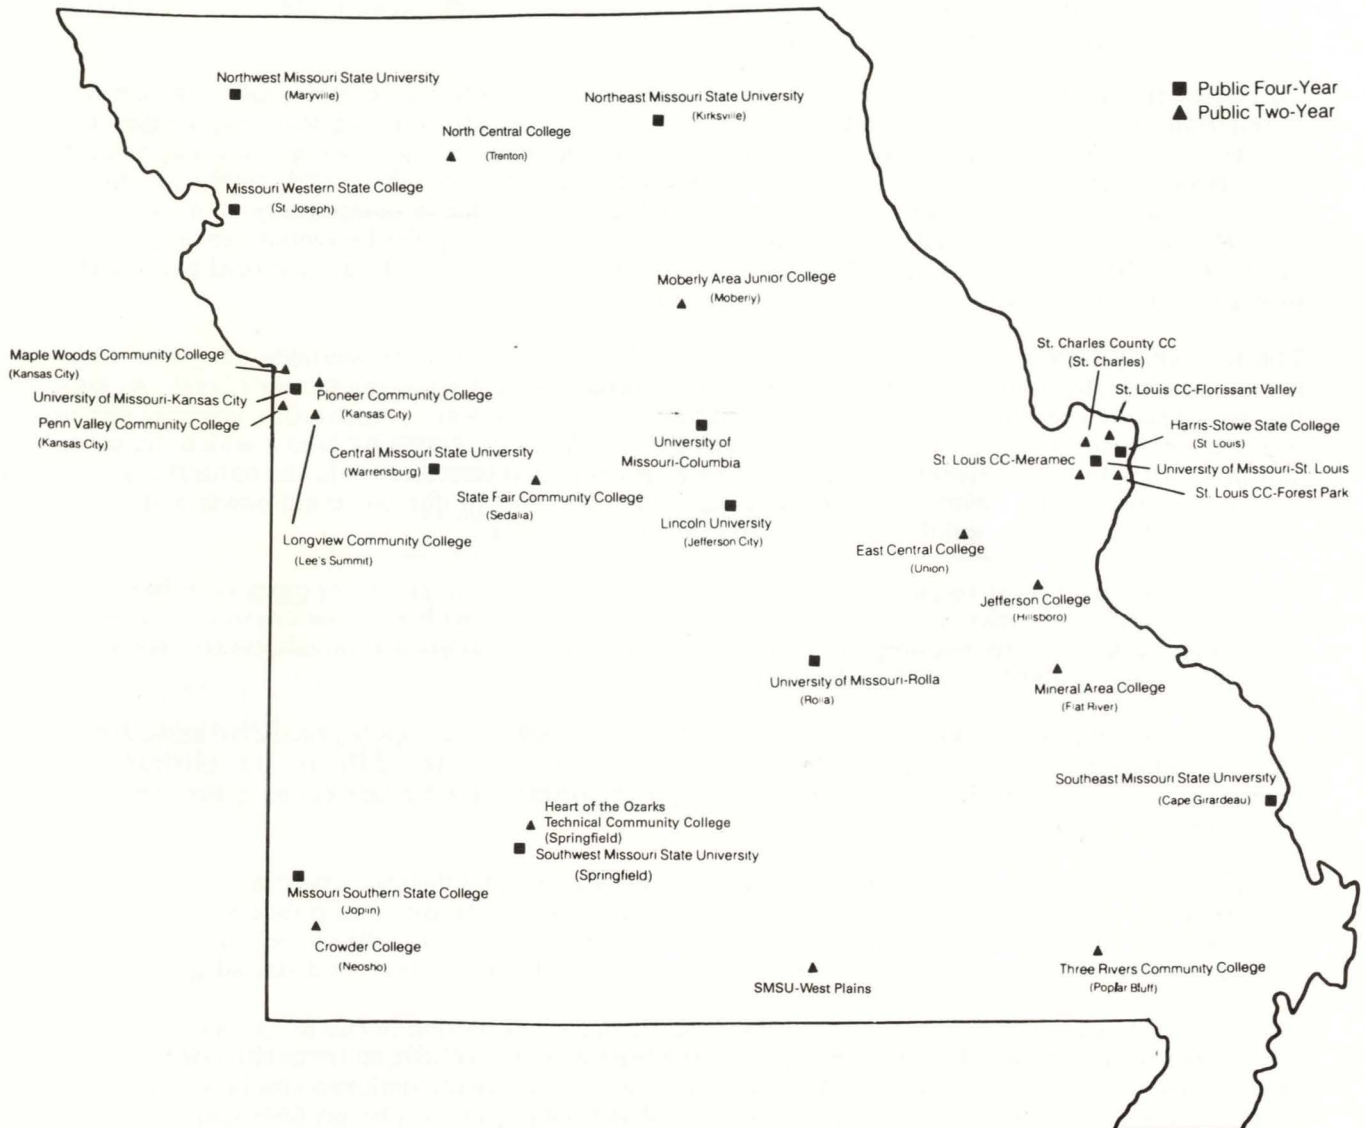 Northwest Missouri State University
(Maryville)
Northeast Missouri State University
(Kirksville)
■ Public Four-Year
▲ Public Two-Year
North Central College
(Trenton)
Missouri Western State College
(St. Joseph)
Moberly Area Junior College
(Moberly)
Maple Woods Community College
(Kansas City)
University of Missouri-Kansas City
Penn Valley Community College
(Kansas City)
Pioneer Community College
(Kansas City)
Central Missouri State University
(Warrensburg)
State Fair Community College
(Sedalia)
Longview Community College
(Lee's Summit)
University of
Missouri-Columbia
Lincoln University
(Jefferson City)
St. Charles County CC
(St. Charles)
St. Louis CC-Florissant Valley
Harris-Stowe State College
(St. Louis)
St. Louis CC-Meramec
University of Missouri-St. Louis
St. Louis CC-Forest Park
East Central College
(Union)
Jefferson College
(Hillsboro)
University of Missouri-Rolla
(Rolla)
Mineral Area College
(Flat River)
Southeast Missouri State University
(Cape Girardeau)
Heart of the Ozarks
Technical Community College
(Springfield)
Southwest Missouri State University
(Springfield)
Missouri Southern State College
(Joplin)
Crowder College
(Neosho)
SMSU-West Plains
Three Rivers Community College
(Poplar Bluff)